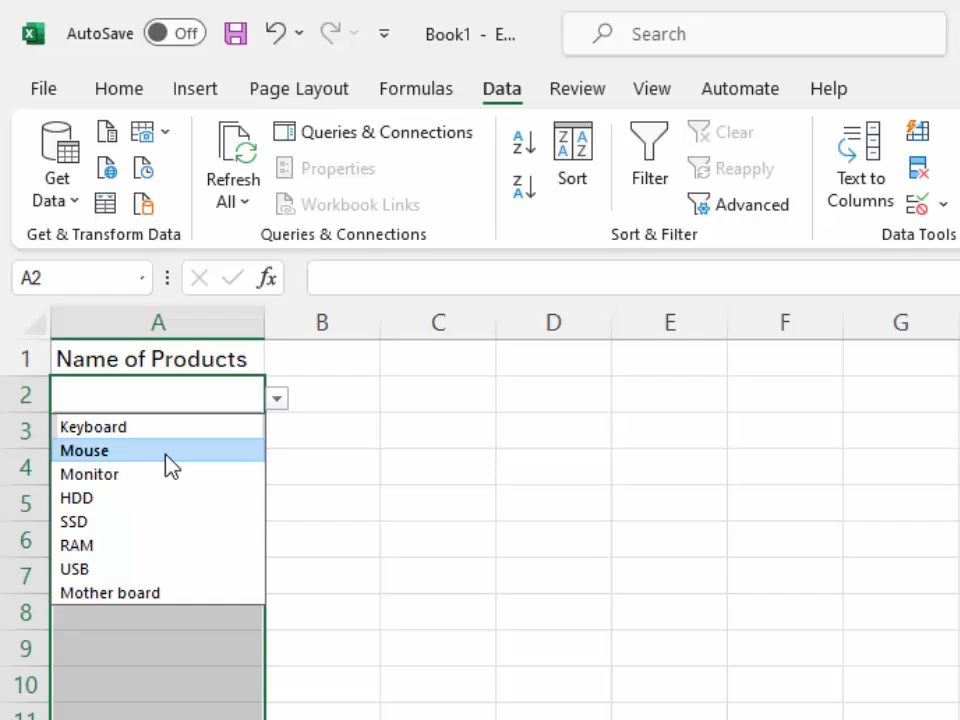 AutoSave Off Book1 - E... Search
File Home Insert Page Layout Formulas Data Review View Automate Help
Get Data
Refresh All
Queries & Connections
Properties
Workbook Links
Sort
Filter
Clear
Reapply
Advanced
Text to Columns
Get & Transform Data Queries & Connections Sort & Filter Data Tools
A2 fx
A B C D E F G
1 Name of Products
2
3
4
5
6
7
8
9
10
11
Keyboard
Mouse
Monitor
HDD
SSD
RAM
USB
Mother board